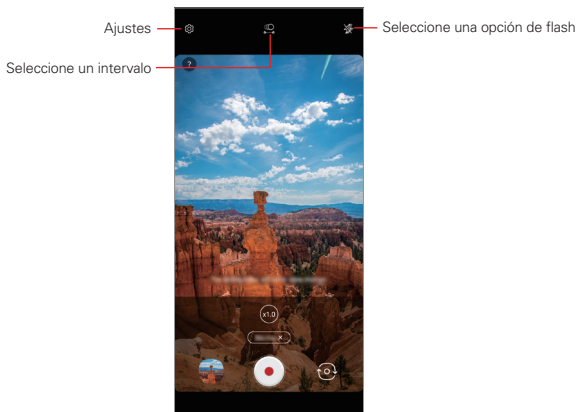 Ajustes
Seleccione una opción de flash
Seleccione un intervalo
?
x1.0
×